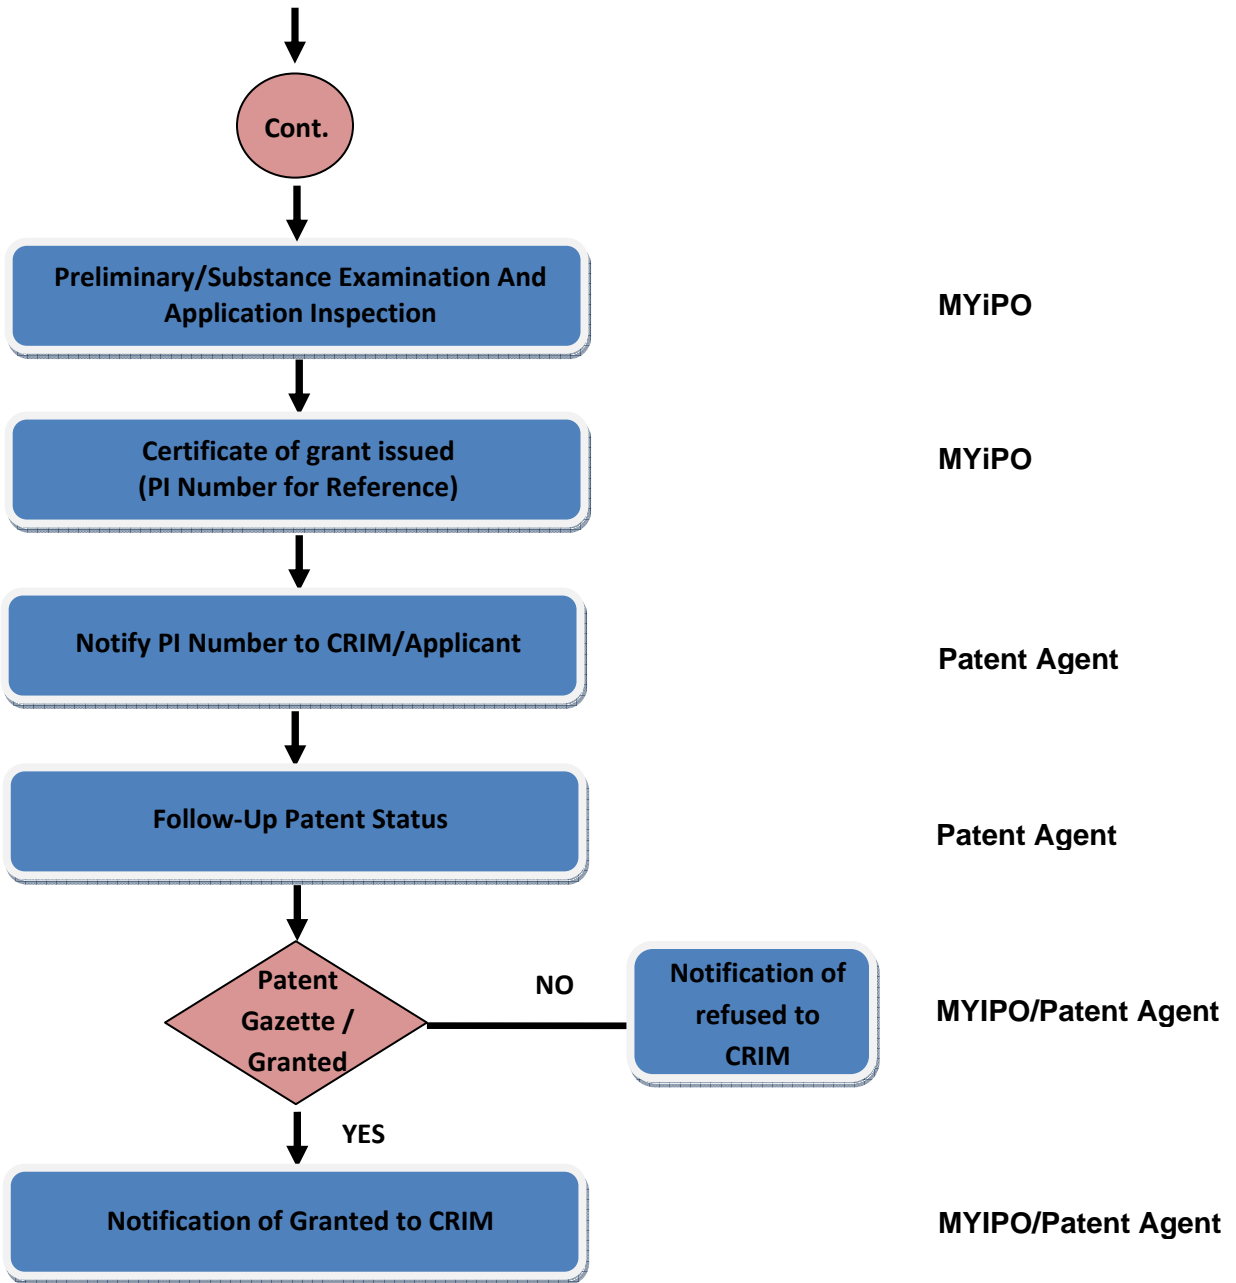 Cont.
Preliminary/Substance Examination And
Application Inspection
MYiPO
Certificate of grant issued
(PI Number for Reference)
MYiPO
Notify PI Number to CRIM/Applicant
Patent Agent
Follow-Up Patent Status
Patent Agent
Patent
Gazette /
Granted
NO
Notification of
refused to
CRIM
MYIPO/Patent Agent
YES
Notification of Granted to CRIM
MYIPO/Patent Agent